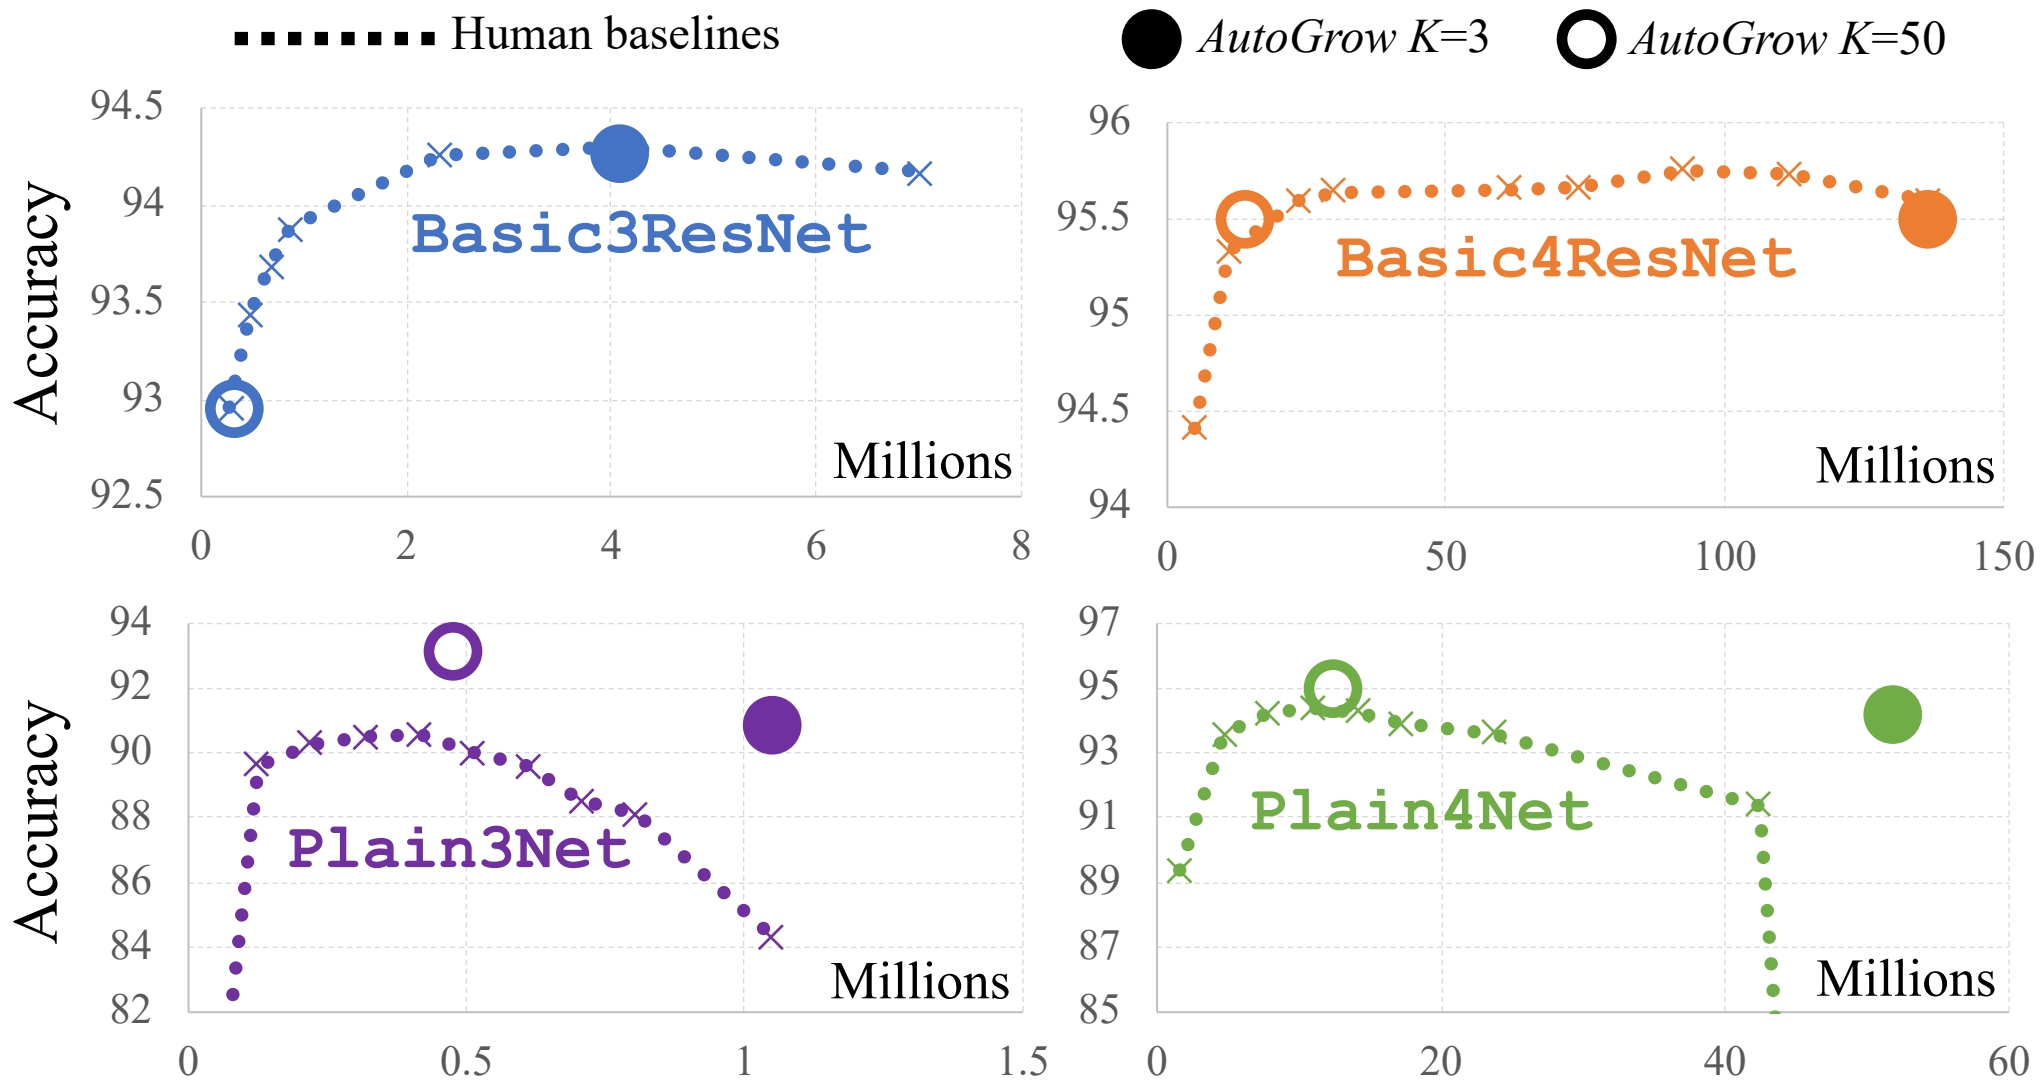 Human baselines
AutoGrow K=3
AutoGrow K=50
Accuracy
94.5
94
93.5
93
92.5
Basic3ResNet
Millions
0 2 4 6 8
96
95.5
95
94.5
94
Basic4ResNet
Millions
0 50 100 150
Accuracy
94
92
90
88
86
84
82
Plain3Net
Millions
0 0.5 1 1.5
97
95
93
91
89
87
85
Plain4Net
Millions
0 20 40 60